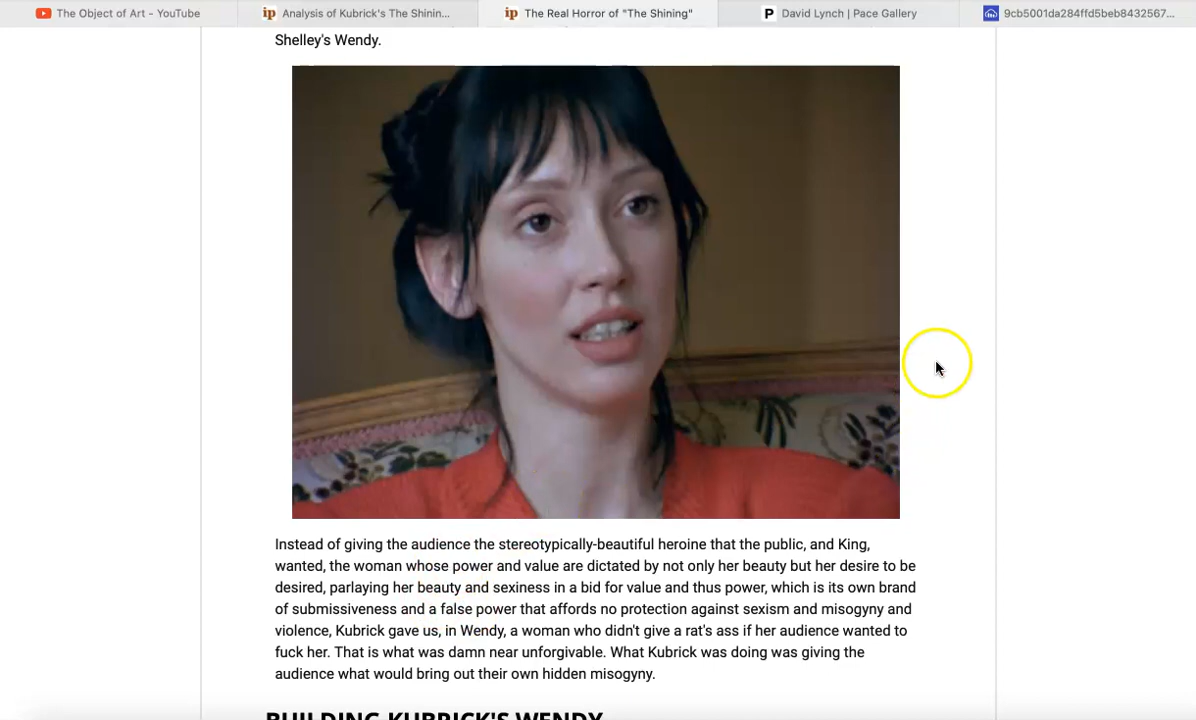 The Object of Art - YouTube
ip Analysis of Kubrick's The Shinin...
ip The Real Horror of "The Shining"
P David Lynch | Pace Gallery
9cb5001da284ffd5beb8432567...
Shelley's Wendy.
Instead of giving the audience the stereotypically-beautiful heroine that the public, and King,
wanted, the woman whose power and value are dictated by not only her beauty but her desire to be
desired, parlaying her beauty and sexiness in a bid for value and thus power, which is its own brand
of submissiveness and a false power that affords no protection against sexism and misogyny and
violence, Kubrick gave us, in Wendy, a woman who didn't give a rat's ass if her audience wanted to
fuck her. That is what was damn near unforgivable. What Kubrick was doing was giving the
audience what would bring out their own hidden misogyny.
BUILDING KUBRICK'S WENDY